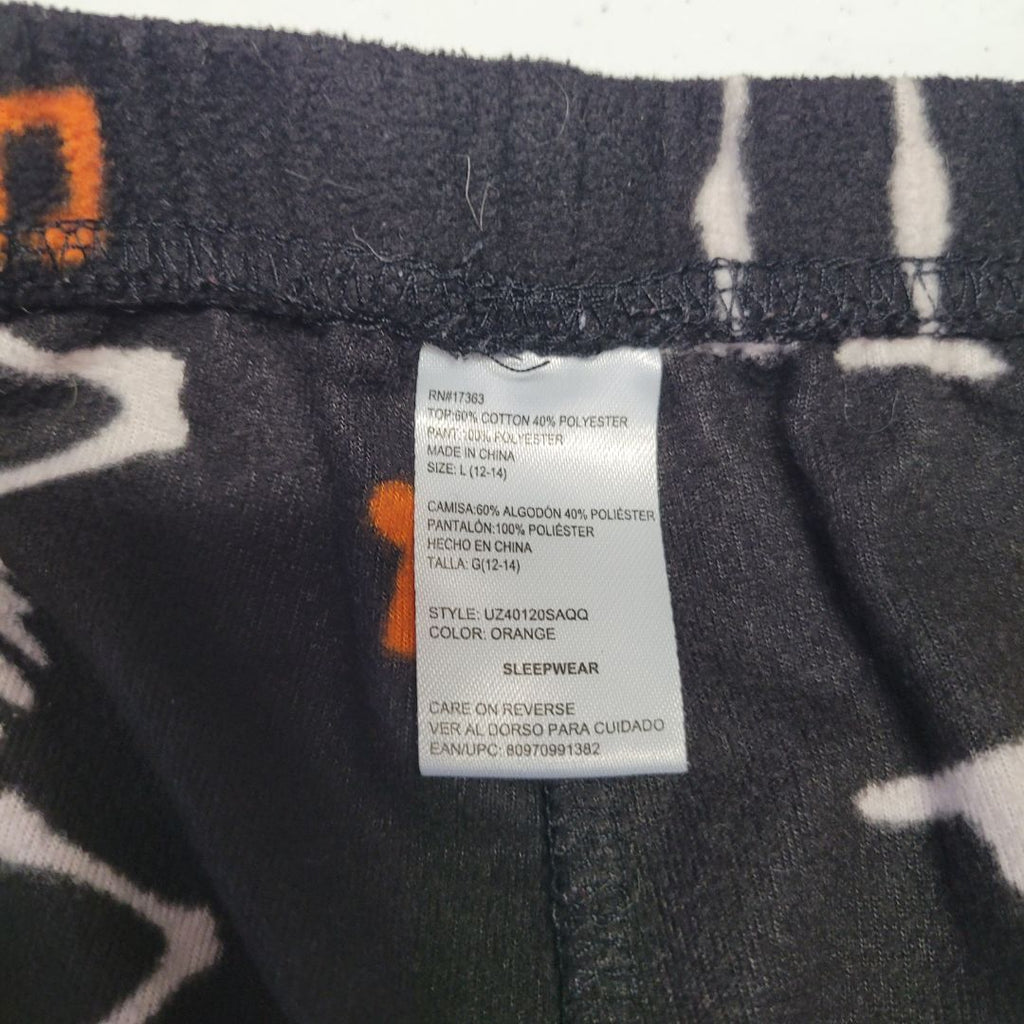 RN#17363
TOP:60% COTTON 40% POLYESTER
PANT:100% POLYESTER
MADE IN CHINA
SIZE: L (12-14)
CAMISA:60% ALGODÓN 40% POLIÉSTER
PANTALÓN:100% POLIÉSTER
HECHO EN CHINA
TALLA: G(12-14)
STYLE: UZ40120SAQQ
COLOR: ORANGE
SLEEPWEAR
CARE ON REVERSE
VER AL DORSO PARA CUIDADO
EAN/UPC: 80970991382